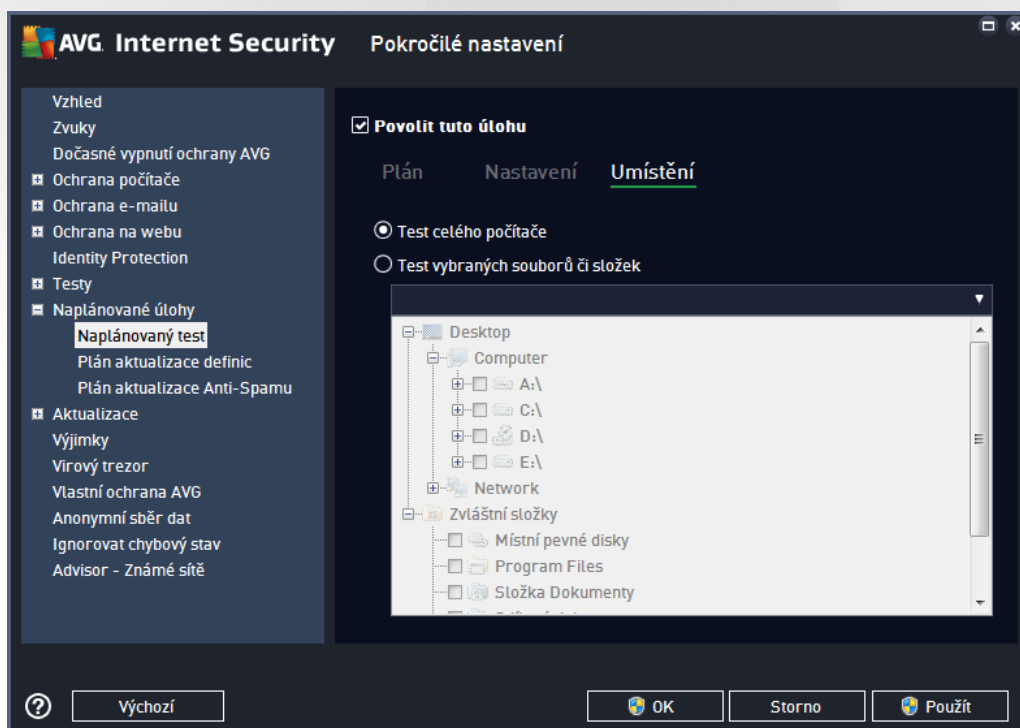 AVG. Internet Security Pokročilé nastavení
Vzhled
Zvuky
Dočasné vypnutí ochrany AVG
Ochrana počítače
Ochrana e-mailu
Ochrana na webu
Identity Protection
Testy
Naplánované úlohy
Naplánovaný test
Plán aktualizace definic
Plán aktualizace Anti-Spamu
Aktualizace
Výjimky
Virový trezor
Vlastní ochrana AVG
Anonymní sběr dat
Ignorovat chybový stav
Advisor - Známé sítě
Povolit tuto úlohu
Plán Nastavení Umístění
Test celého počítače
Test vybraných souborů či složek
Desktop
Computer
A:\
C:\
D:\
E:\
Network
Zvláštní složky
Místní pevné disky
Program Files
Složka Dokumenty
? Výchozí OK Storno Použít